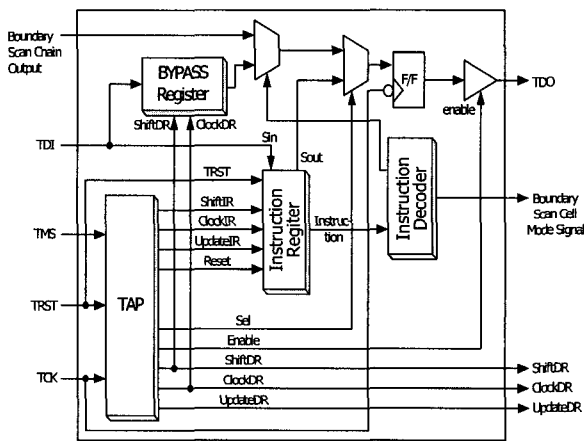 Boundary
Scan Chain
Output
BYPASS
Register
F/F
TDO
enable
ShiftDR
ClockDR
TDI
Sin
Sout
TRST
Instruction
Regiter
Instruction
Decoder
Boundary
Scan Cell
Mode Signal
ShiftIR
ClockIR
UpdateIR
Reset
Instruc-
tion
TMS
TAP
TRST
Sel
Enable
ShiftDR
ShiftDR
TCK
ClockDR
ClockDR
UpdateDR
UpdateDR